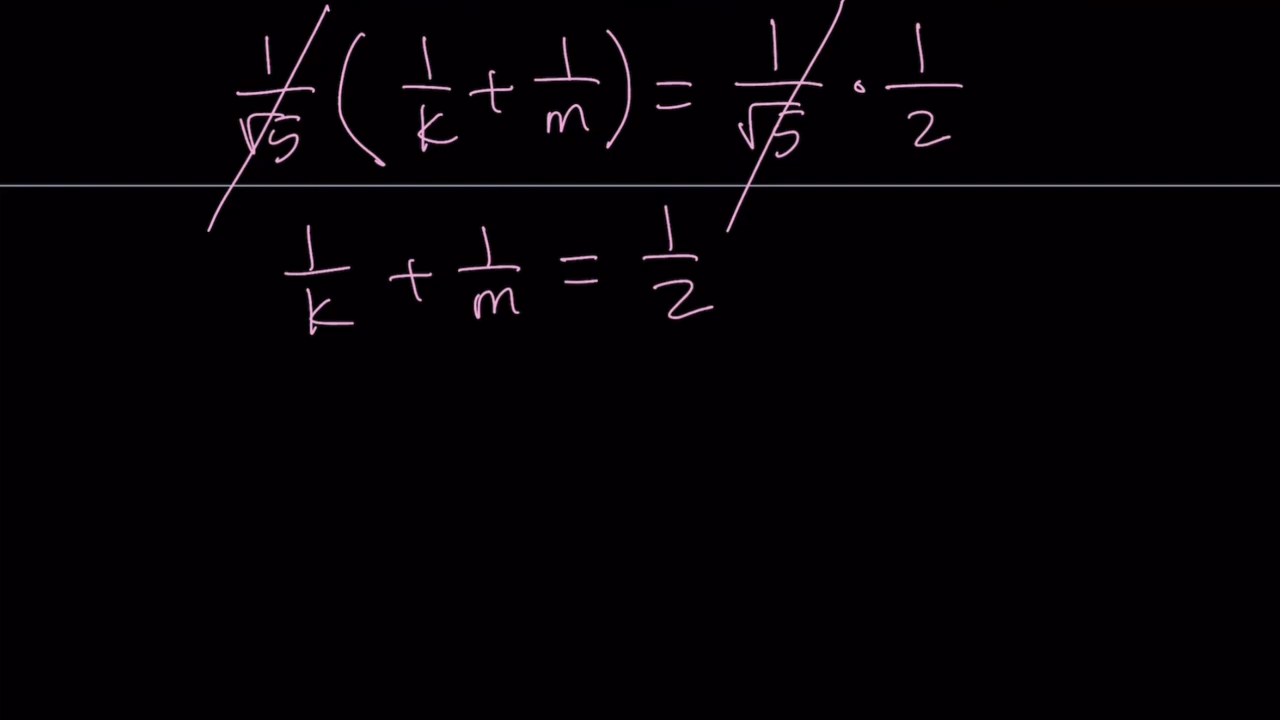 1/√5 ( 1/k + 1/m ) = 1/√5 · 1/2
1/k + 1/m = 1/2